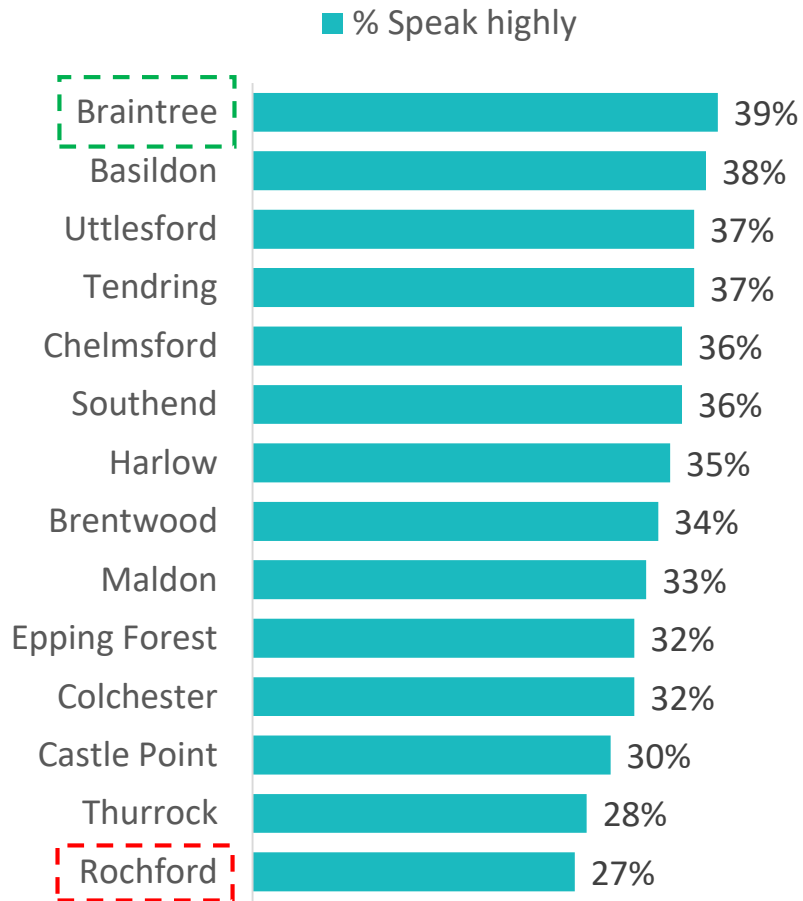 % Speak highly
Braintree 39%
Basildon 38%
Uttlesford 37%
Tendring 37%
Chelmsford 36%
Southend 36%
Harlow 35%
Brentwood 34%
Maldon 33%
Epping Forest 32%
Colchester 32%
Castle Point 30%
Thurrock 28%
Rochford 27%